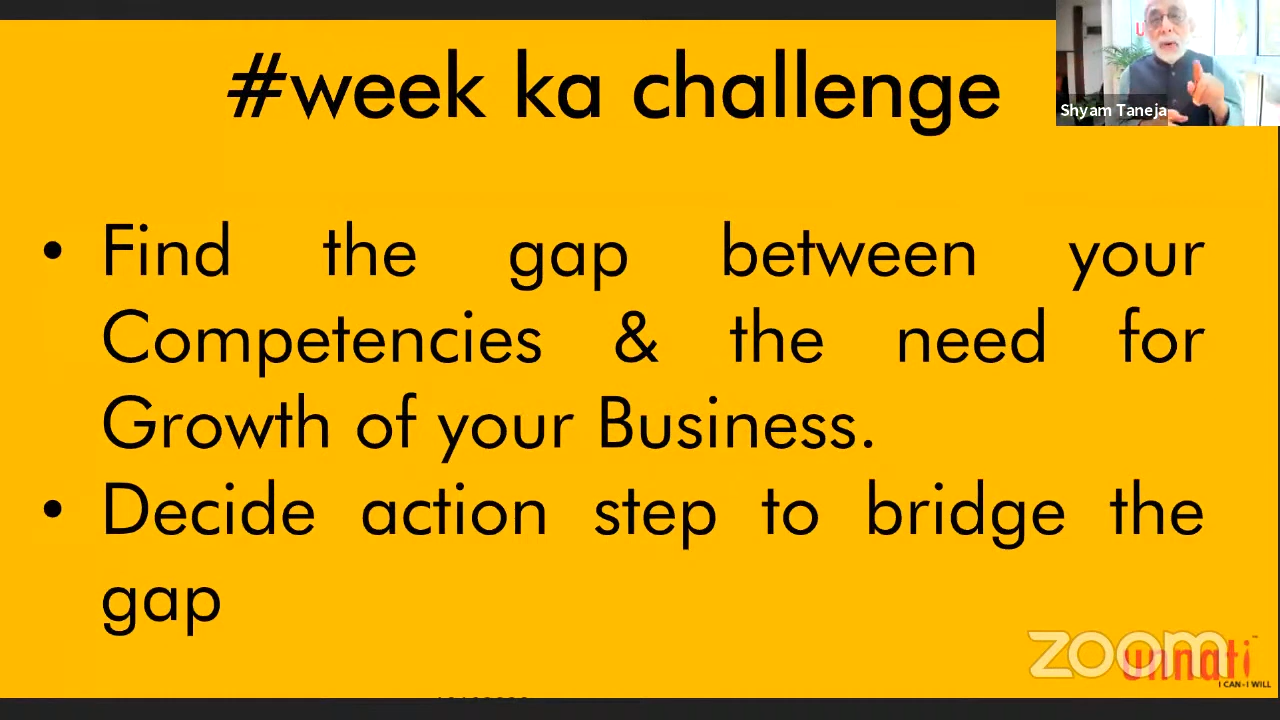 #week ka challenge
Shyam Taneja
• Find the gap between your
Competencies & the need for
Growth of your Business.
• Decide action step to bridge the
gap
zoom
unnati
I CAN • I WILL